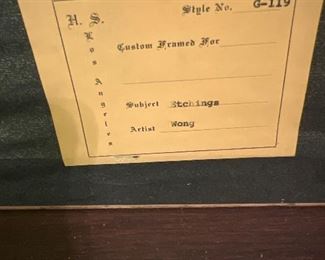 H. S. Style No. G-119
Los Angeles
Custom Framed For
Subject Etchings
Artist Wong